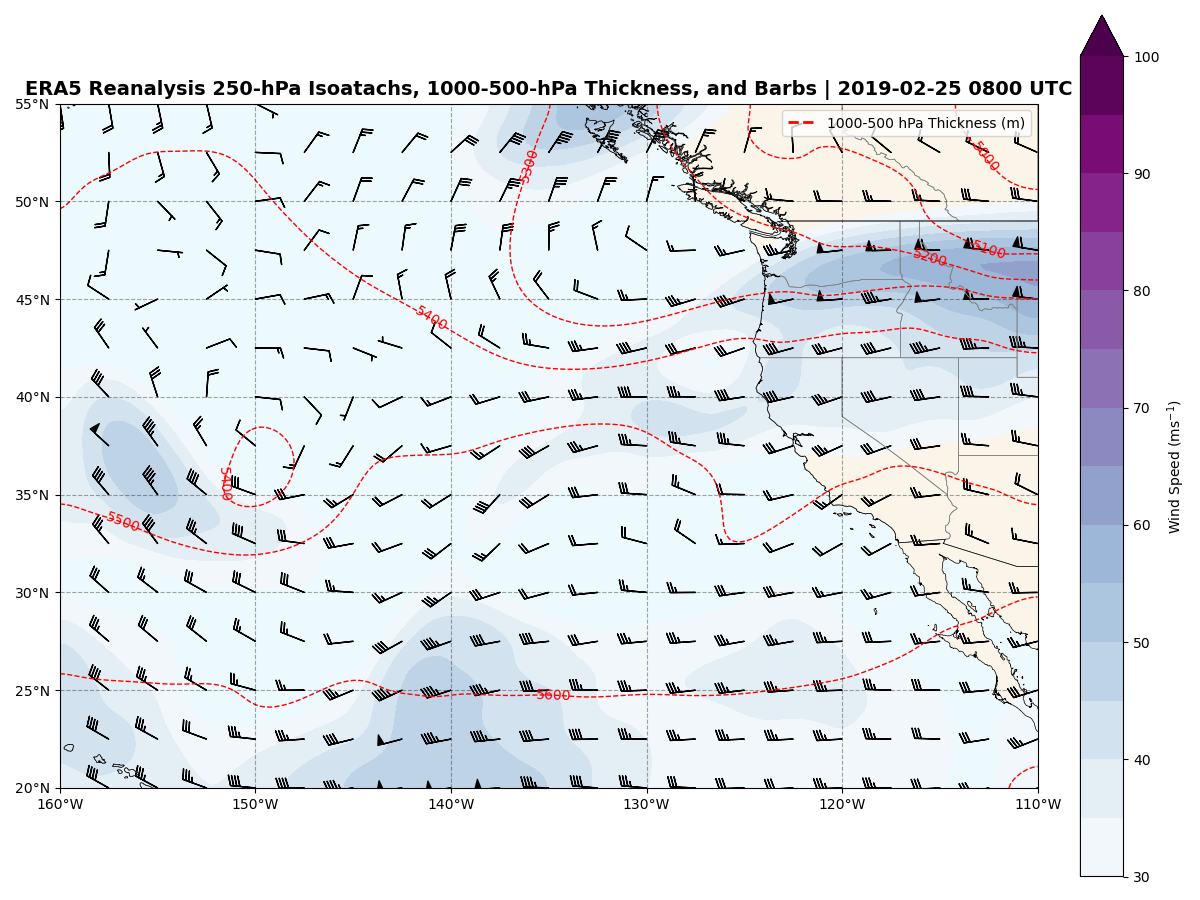 ERA5 Reanalysis 250-hPa Isoatachs, 1000-500-hPa Thickness, and Barbs | 2019-02-25 0800 UTC
1000-500 hPa Thickness (m)
55°N
50°N
45°N
40°N
35°N
30°N
25°N
20°N
160°W
150°W
140°W
130°W
120°W
110°W
5300
5000
5100
5200
5400
5400
5500
5600
100
90
80
70
60
50
40
30
Wind Speed (ms⁻¹)